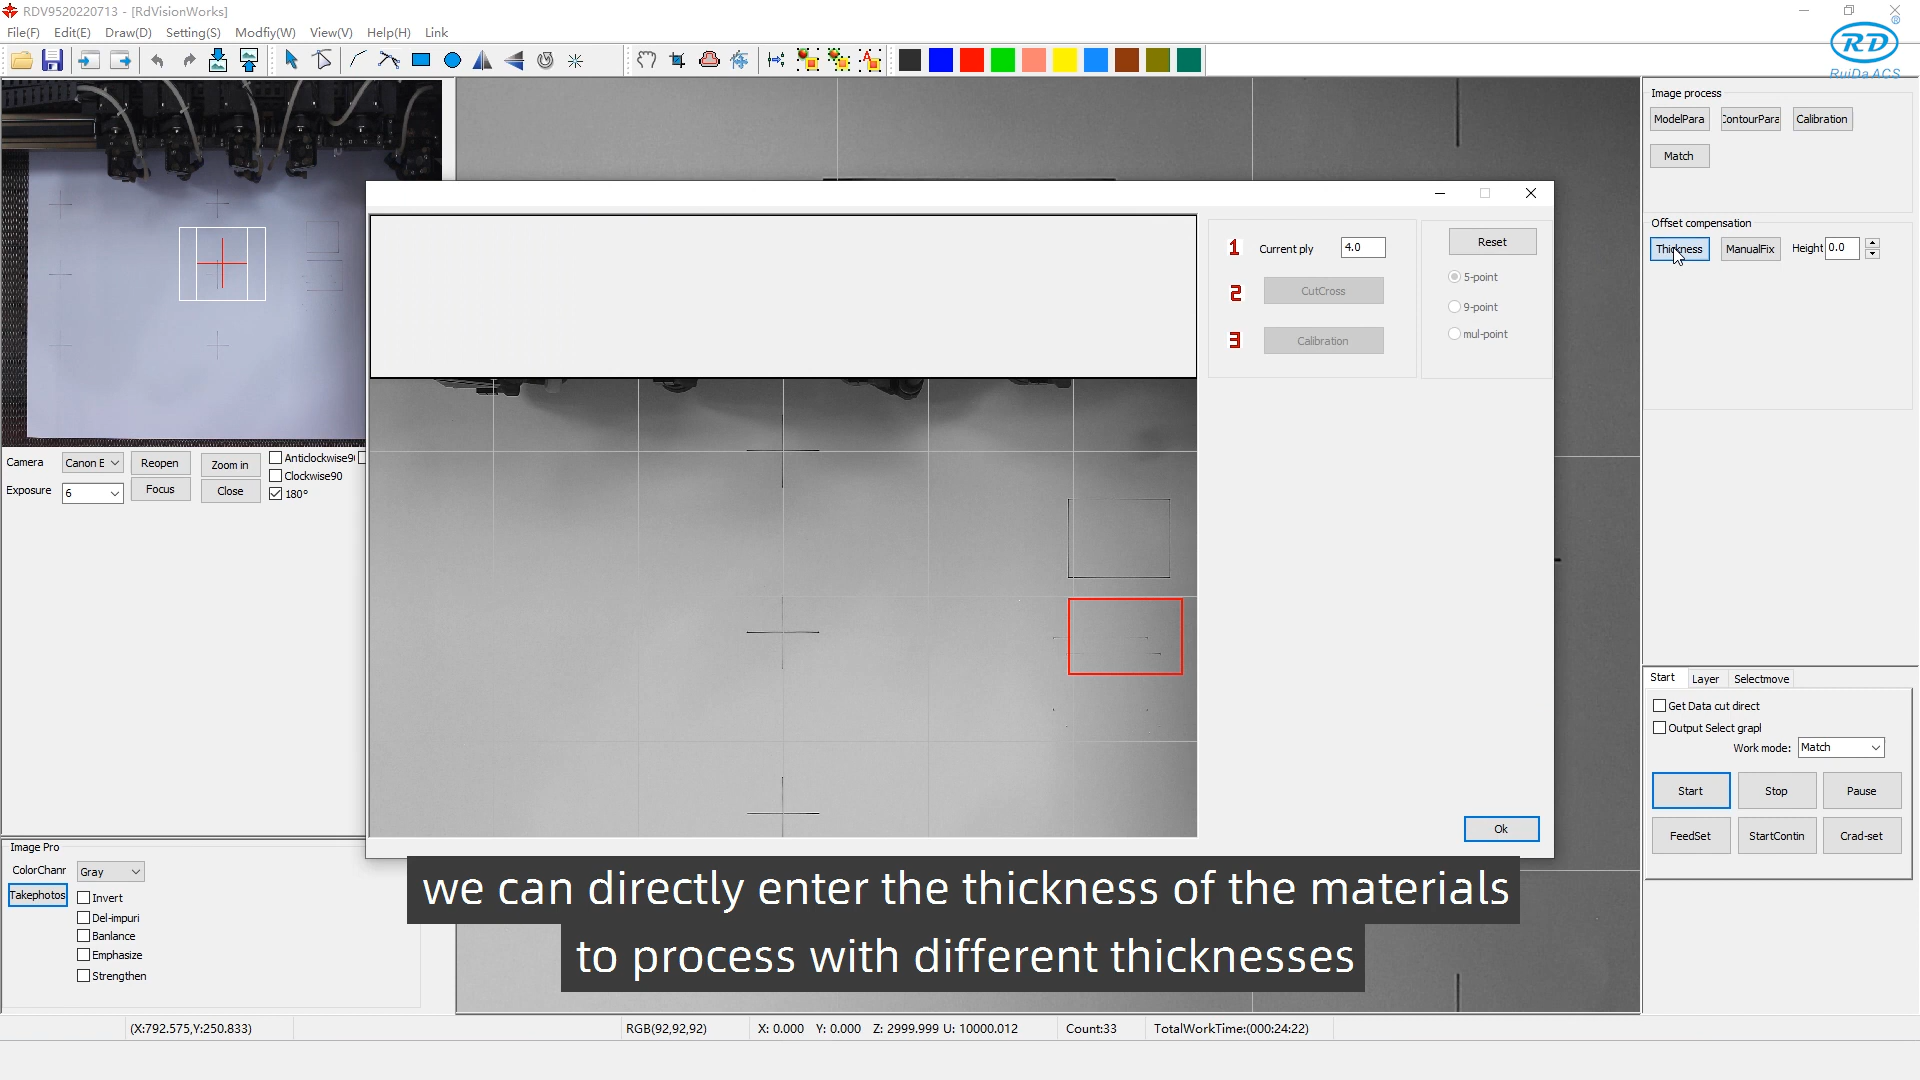 RDV9520220713 - [RdVisionWorks]
File(F) Edit(E) Draw(D) Setting(S) Modfiy(W) View(V) Help(H) Link
RD
®
RuiDa ACS
Image process
ModelPara
ContourPara
Calibration
Match
Offset compensation
Thickness
ManualFix
Height 0.0
1 Current ply 4.0
2 CutCross
3 Calibration
Reset
5-point
9-point
mul-point
Ok
Camera Canon E Reopen Zoom in
Exposure 6 Focus Close
Anticlockwise90
Clockwise90
180°
Start Layer Selectmove
Get Data cut direct
Output Select grapl
Work mode: Match
Start Stop Pause
FeedSet StartContin Crad-set
Image Pro
ColorChanr Gray
Takephotos
Invert
Del-impuri
Banlance
Emphasize
Strengthen
we can directly enter the thickness of the materials
to process with different thicknesses
(X:792.575,Y:250.833) RGB(92,92,92) X: 0.000 Y: 0.000 Z: 2999.999 U: 10000.012 Count:33 TotalWorkTime:(000:24:22)